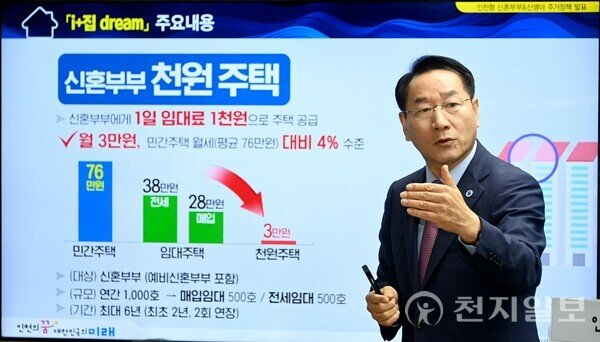 「i+집 dream」 주요내용
인천형 신혼부부&신생아 주거정책 발표
신혼부부 천원 주택
신혼부부에게 1일 임대료 1천원으로 주택 공급
✓ 월 3만원, 민간주택 월세(평균 76만원) 대비 4% 수준
76
만원
38만원
전세
28만원
매입
3만원
민간주택
임대주택
천원주택
(대상) 신혼부부 (예비신혼부부 포함)
(규모) 연간 1,000호 → 매입임대 500호 / 전세임대 500호
(기간) 최대 6년 (최초 2년, 2회 연장)
인천의 꿈 대한민국의 미래
천지일보